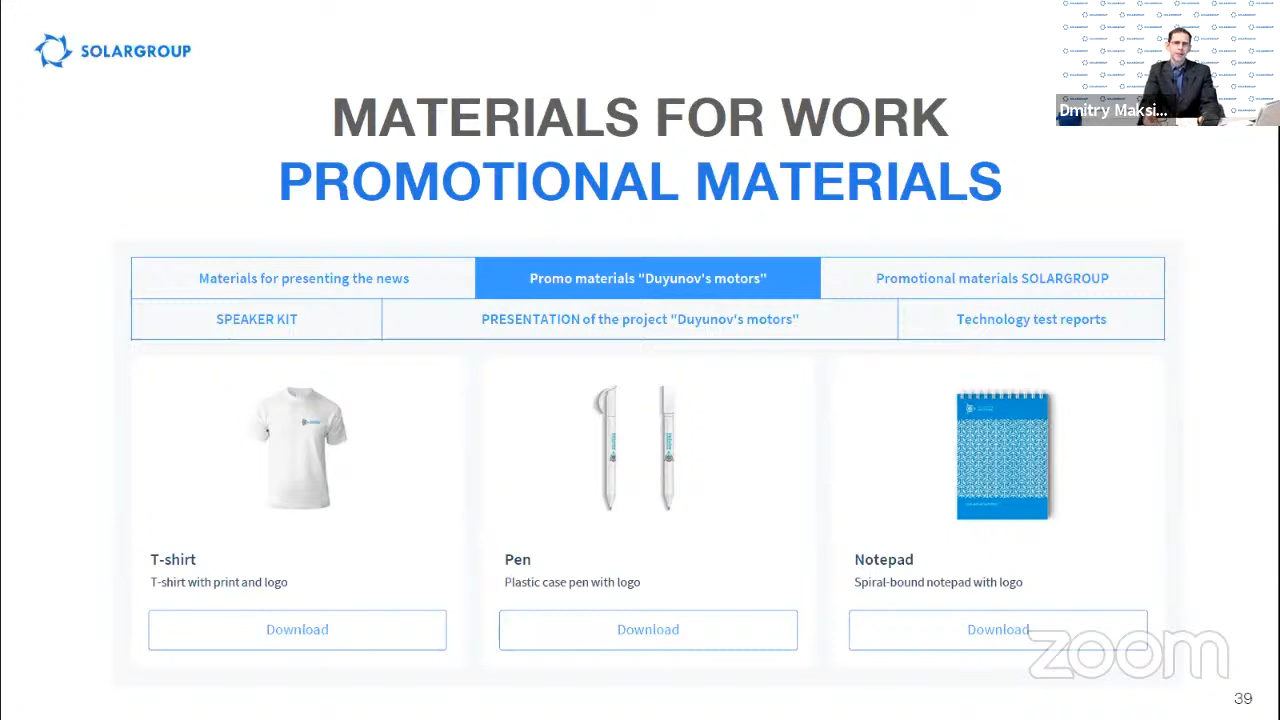 SOLARGROUP
Dmitry Maksi...
MATERIALS FOR WORK
PROMOTIONAL MATERIALS
Materials for presenting the news
Promo materials "Duyunov's motors"
Promotional materials SOLARGROUP
SPEAKER KIT
PRESENTATION of the project "Duyunov's motors"
Technology test reports
T-shirt
Pen
Notepad
T-shirt with print and logo
Plastic case pen with logo
Spiral-bound notepad with logo
Download
Download
Download
zoom
39